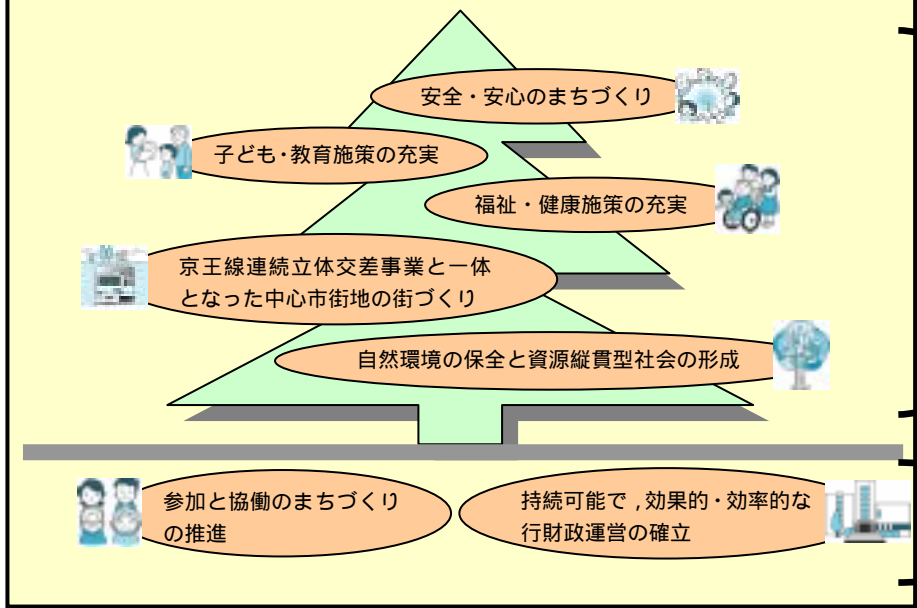 安全・安心のまちづくり
子ども・教育施策の充実
福祉・健康施策の充実
京王線連続立体交差事業と一体
となった中心市街地の街づくり
自然環境の保全と資源縦貫型社会の形成
参加と協働のまちづくり
の推進
持続可能で,効果的・効率的な
行財政運営の確立